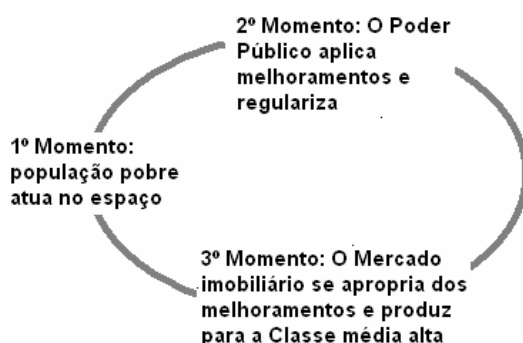 2º Momento: O Poder
Público aplica
melhoramentos e
regulariza
1º Momento:
população pobre
atua no espaço
3º Momento: O Mercado
imobiliário se apropria dos
melhoramentos e produz
para a Classe média alta